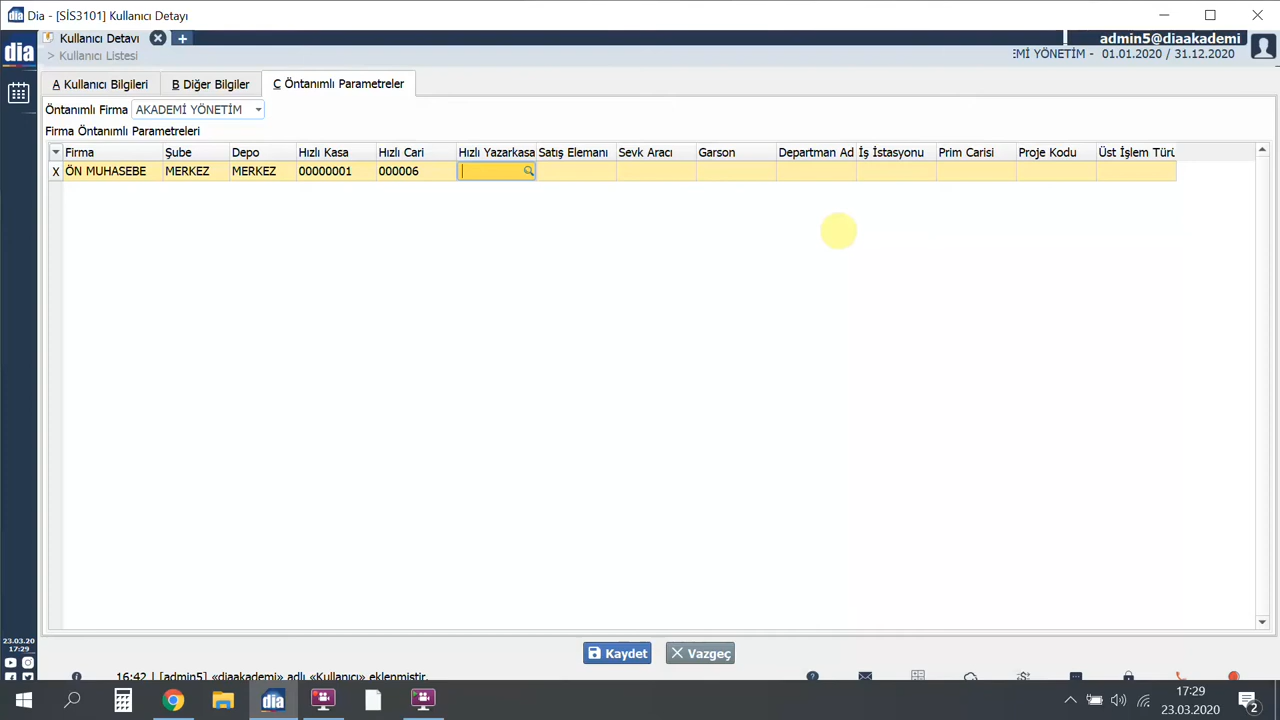 Dia - [SİS3101] Kullanıcı Detayı
dia
Kullanıcı Detayı
admin5@diaakademi
> Kullanıcı Listesi
Mİ YÖNETİM - 01.01.2020 / 31.12.2020
A Kullanıcı Bilgileri B Diğer Bilgiler C Öntanımlı Parametreler
Öntanımlı Firma AKADEMİ YÖNETİM
Firma Öntanımlı Parametreleri
Firma Şube Depo Hızlı Kasa Hızlı Cari Hızlı Yazarkasa Satış Elemanı Sevk Aracı Garson Departman Ad İş İstasyonu Prim Carisi Proje Kodu Üst İşlem Türü
X ÖN MUHASEBE MERKEZ MERKEZ 00000001 000006
Kaydet Vazgeç
23.03.20
17:29
16:42 | [admin5] «diaakademi» adlı «Kullanıcı» eklenmiştir.
dia
17:29
23.03.2020
2